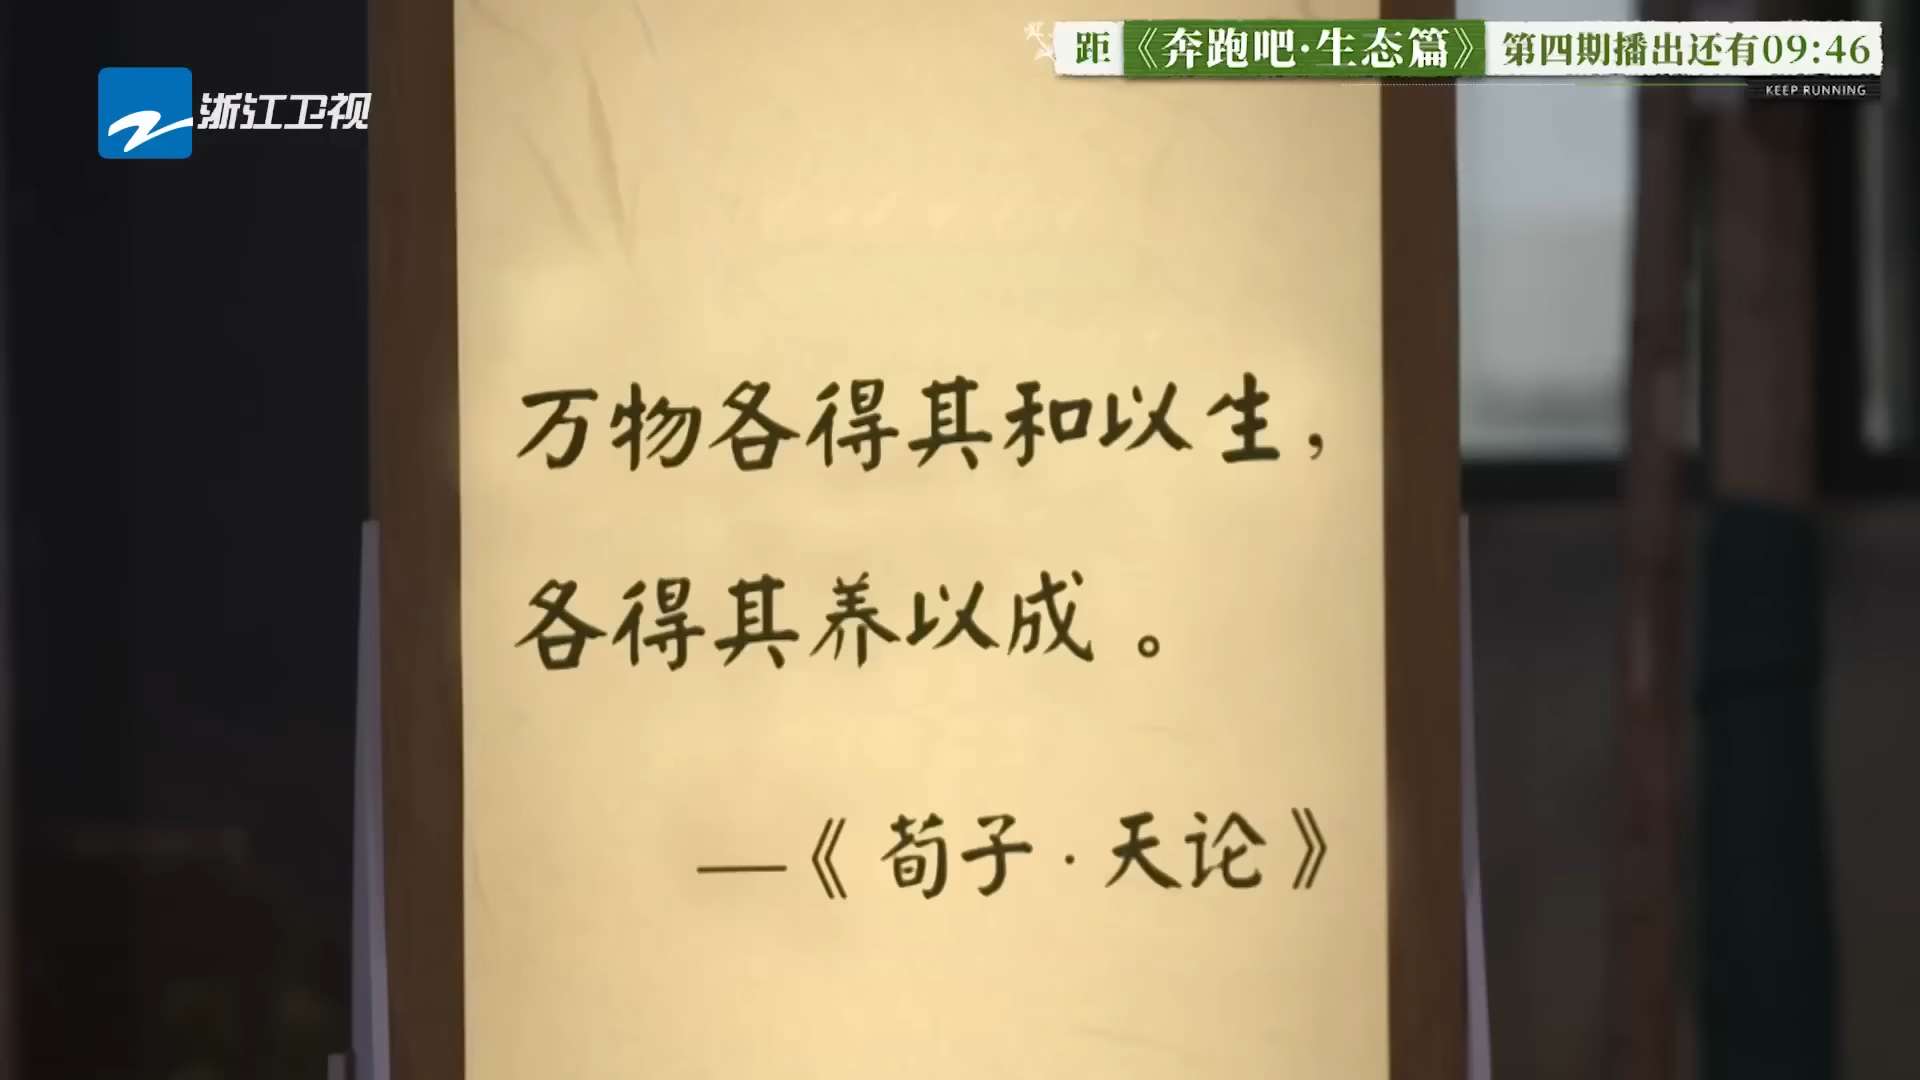 浙江卫视
距《奔跑吧·生态篇》第四期播出还有09:46
KEEP RUNNING
万物各得其和以生，
各得其养以成。
—《荀子·天论》